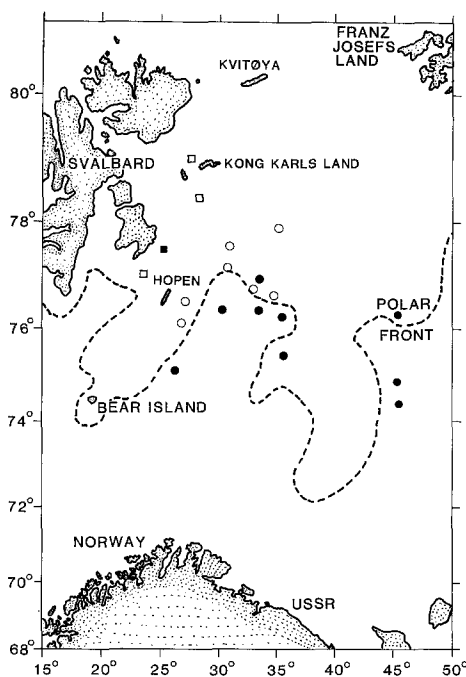 FRANZ
JOSEFS
LAND
KVITØYA
80°
SVALBARD
KONG KARLS LAND
78°
HOPEN
POLAR
76°
FRONT
BEAR ISLAND
74°
72°
NORWAY
70°
USSR
68°
15° 20° 25° 30° 35° 40° 45° 50°